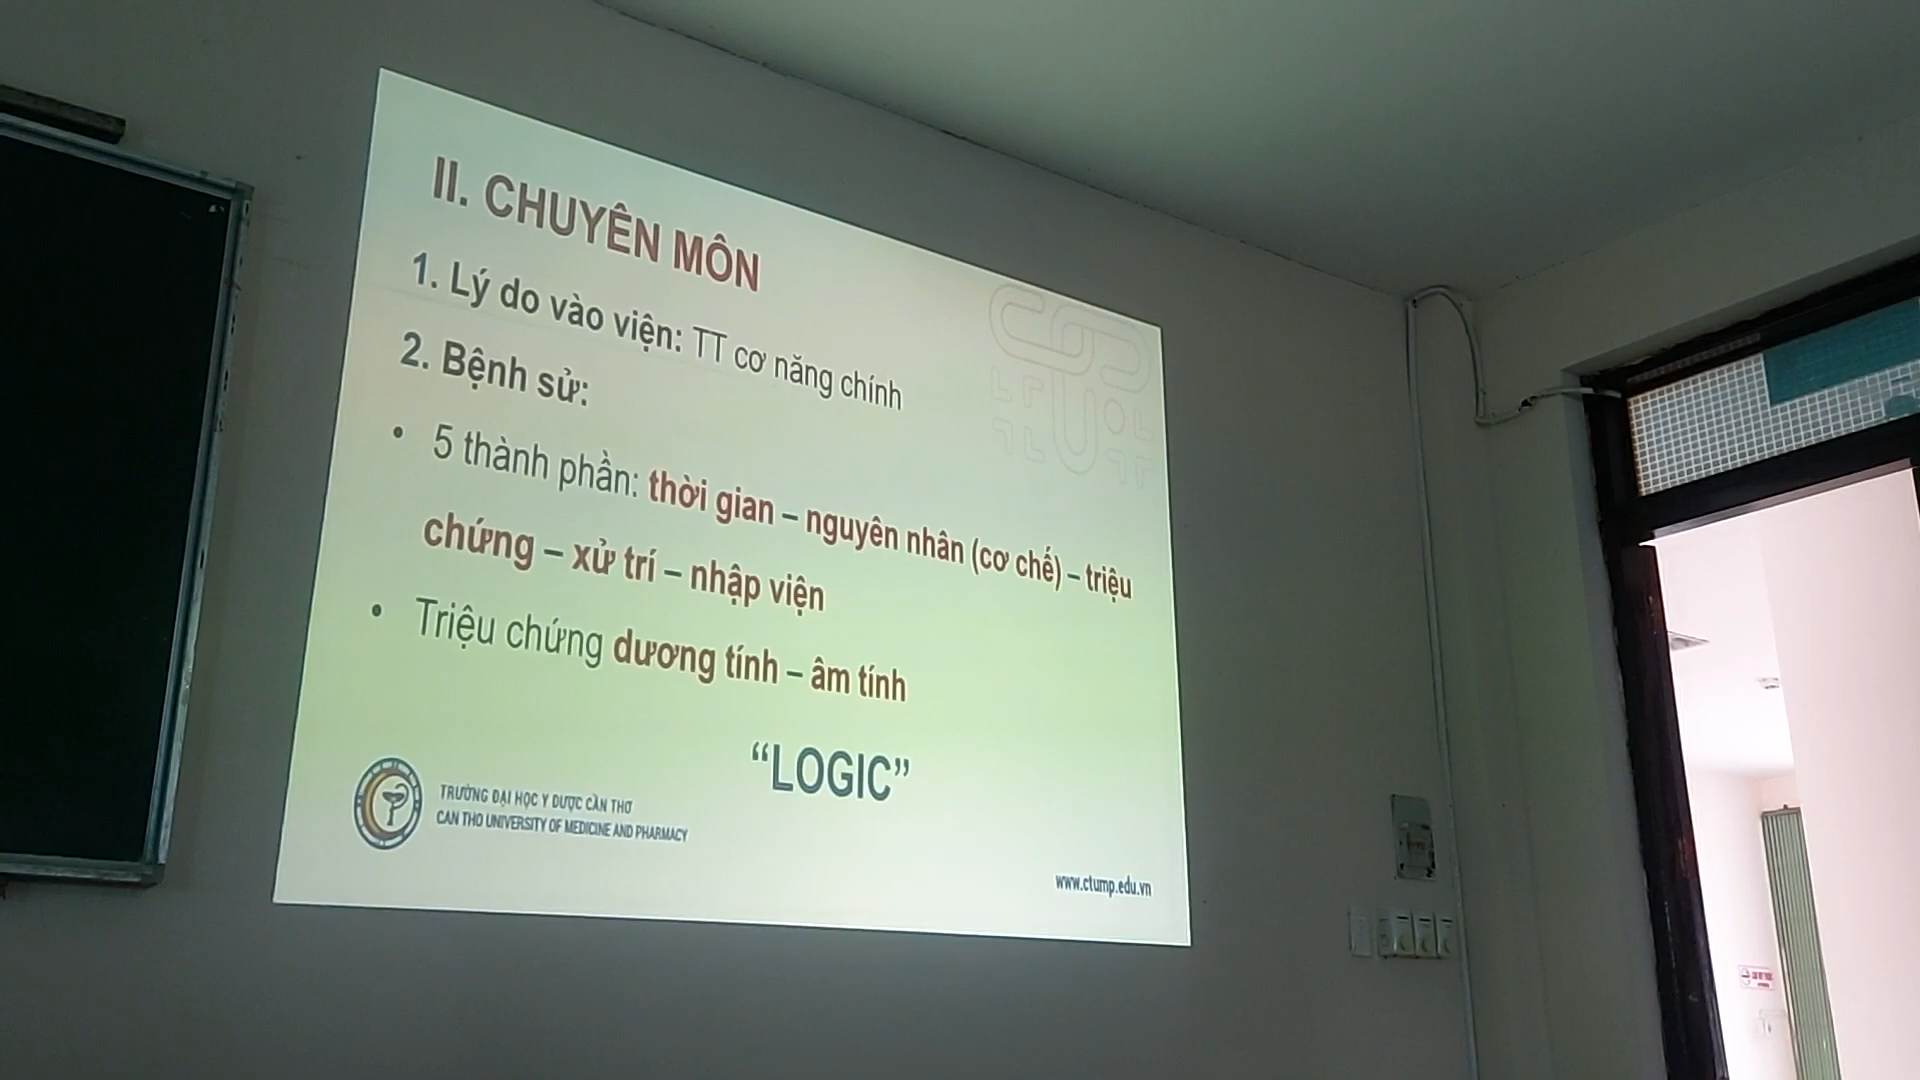 II. CHUYÊN MÔN
1. Lý do vào viện: TT cơ năng chính
2. Bệnh sử:
• 5 thành phần: thời gian – nguyên nhân (cơ chế) – triệu
chứng – xử trí – nhập viện
• Triệu chứng dương tính – âm tính
“LOGIC”
TRƯỜNG ĐẠI HỌC Y DƯỢC CẦN THƠ
CAN THO UNIVERSITY OF MEDICINE AND PHARMACY
www.ctump.edu.vn